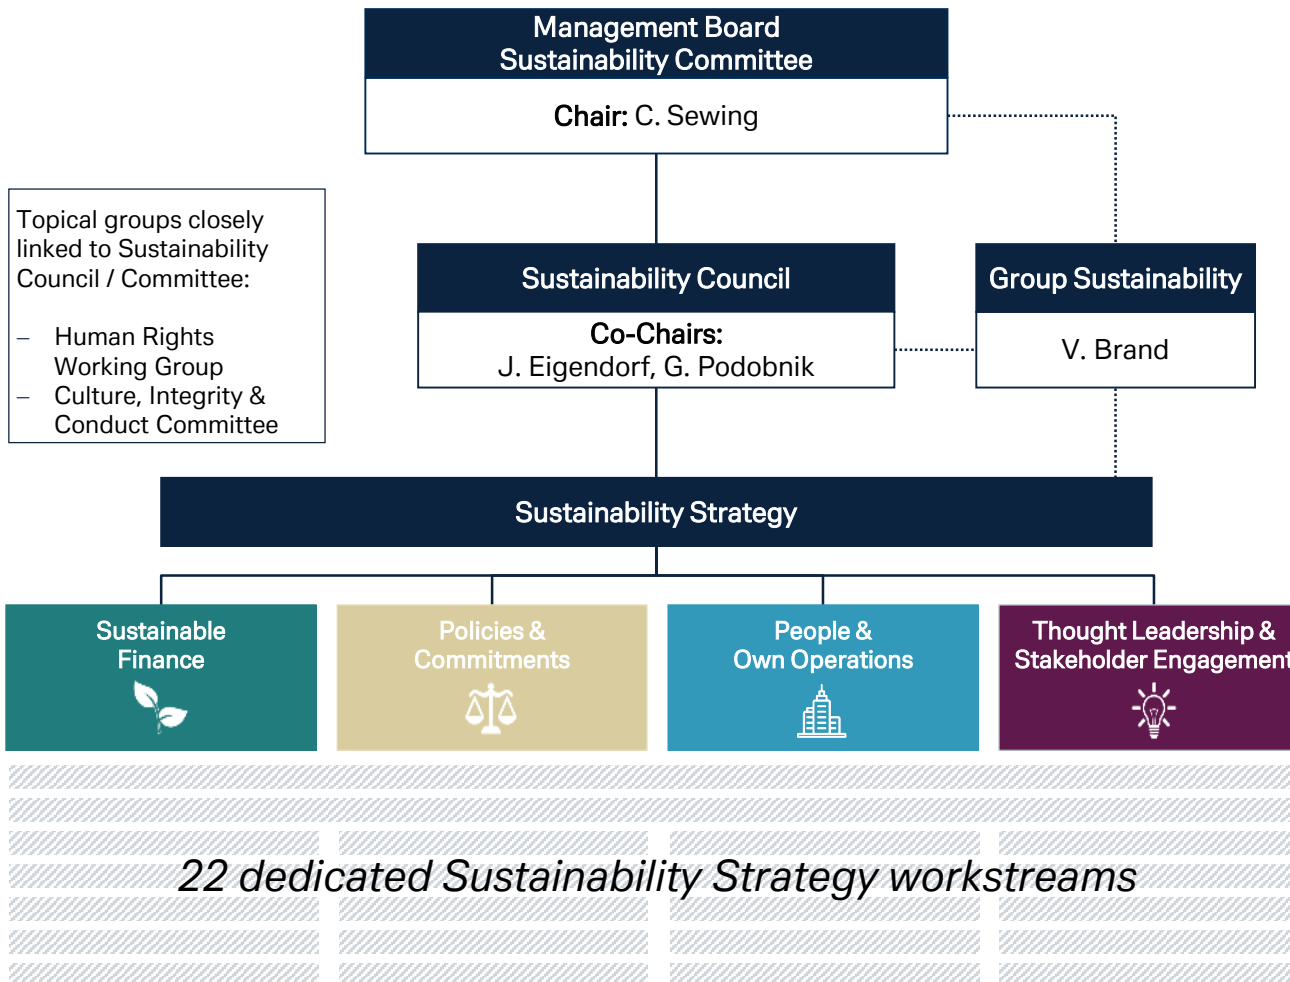 Management Board
Sustainability Committee
Chair: C. Sewing
Topical groups closely
linked to Sustainability
Council / Committee:
– Human Rights
Working Group
– Culture, Integrity &
Conduct Committee
Sustainability Council
Co-Chairs:
J. Eigendorf, G. Podobnik
Group Sustainability
V. Brand
Sustainability Strategy
Sustainable
Finance
Policies &
Commitments
People &
Own Operations
Thought Leadership &
Stakeholder Engagement
22 dedicated Sustainability Strategy workstreams